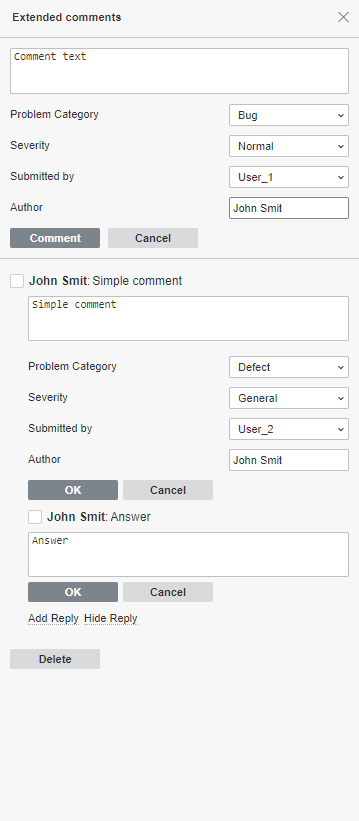 Extended comments
Comment text
Problem Category Bug
Severity Normal
Submitted by User_1
Author John Smit
Comment Cancel
John Smit: Simple comment
Simple comment
Problem Category Defect
Severity General
Submitted by User_2
Author John Smit
OK Cancel
John Smit: Answer
Answer
OK Cancel
Add Reply Hide Reply
Delete